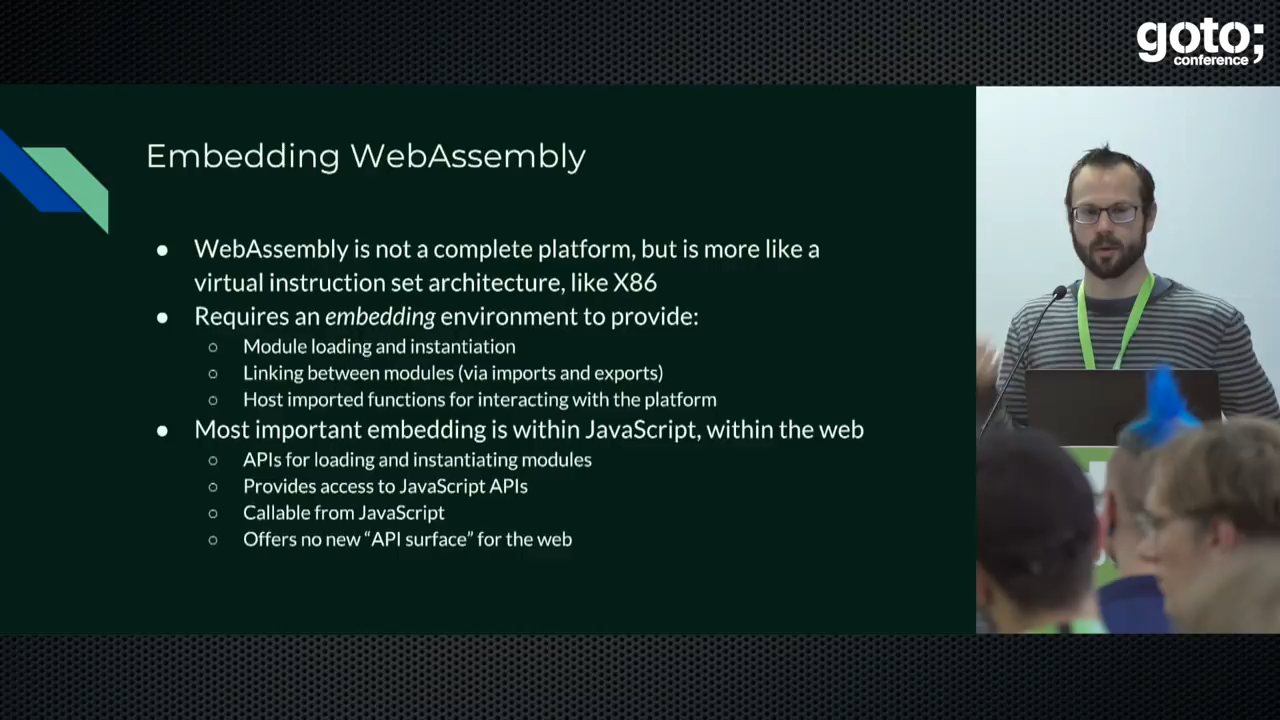 goto;
conference
Embedding WebAssembly
● WebAssembly is not a complete platform, but is more like a
virtual instruction set architecture, like X86
● Requires an embedding environment to provide:
○ Module loading and instantiation
○ Linking between modules (via imports and exports)
○ Host imported functions for interacting with the platform
● Most important embedding is within JavaScript, within the web
○ APIs for loading and instantiating modules
○ Provides access to JavaScript APIs
○ Callable from JavaScript
○ Offers no new “API surface” for the web